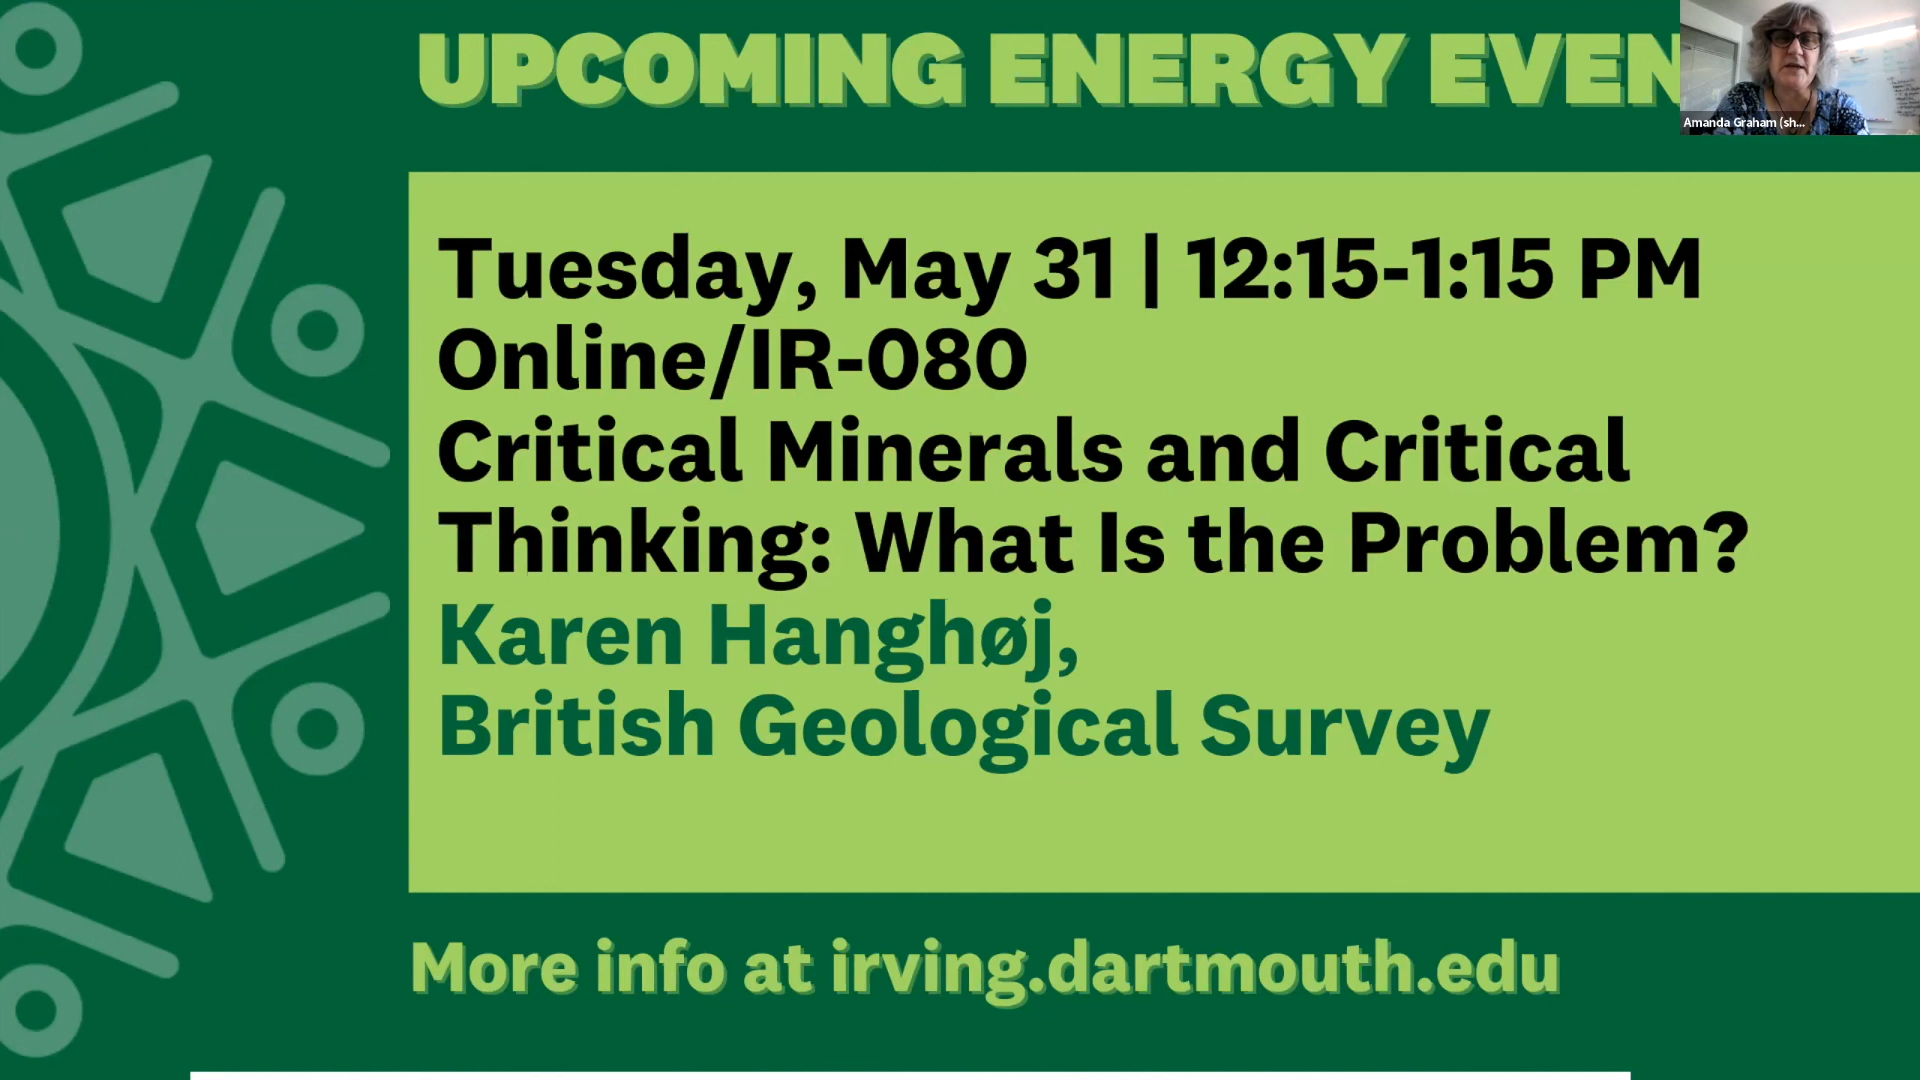 UPCOMING ENERGY EVEN
Amanda Graham (sh...
Tuesday, May 31 | 12:15-1:15 PM
Online/IR-080
Critical Minerals and Critical
Thinking: What Is the Problem?
Karen Hanghøj,
British Geological Survey
More info at irving.dartmouth.edu